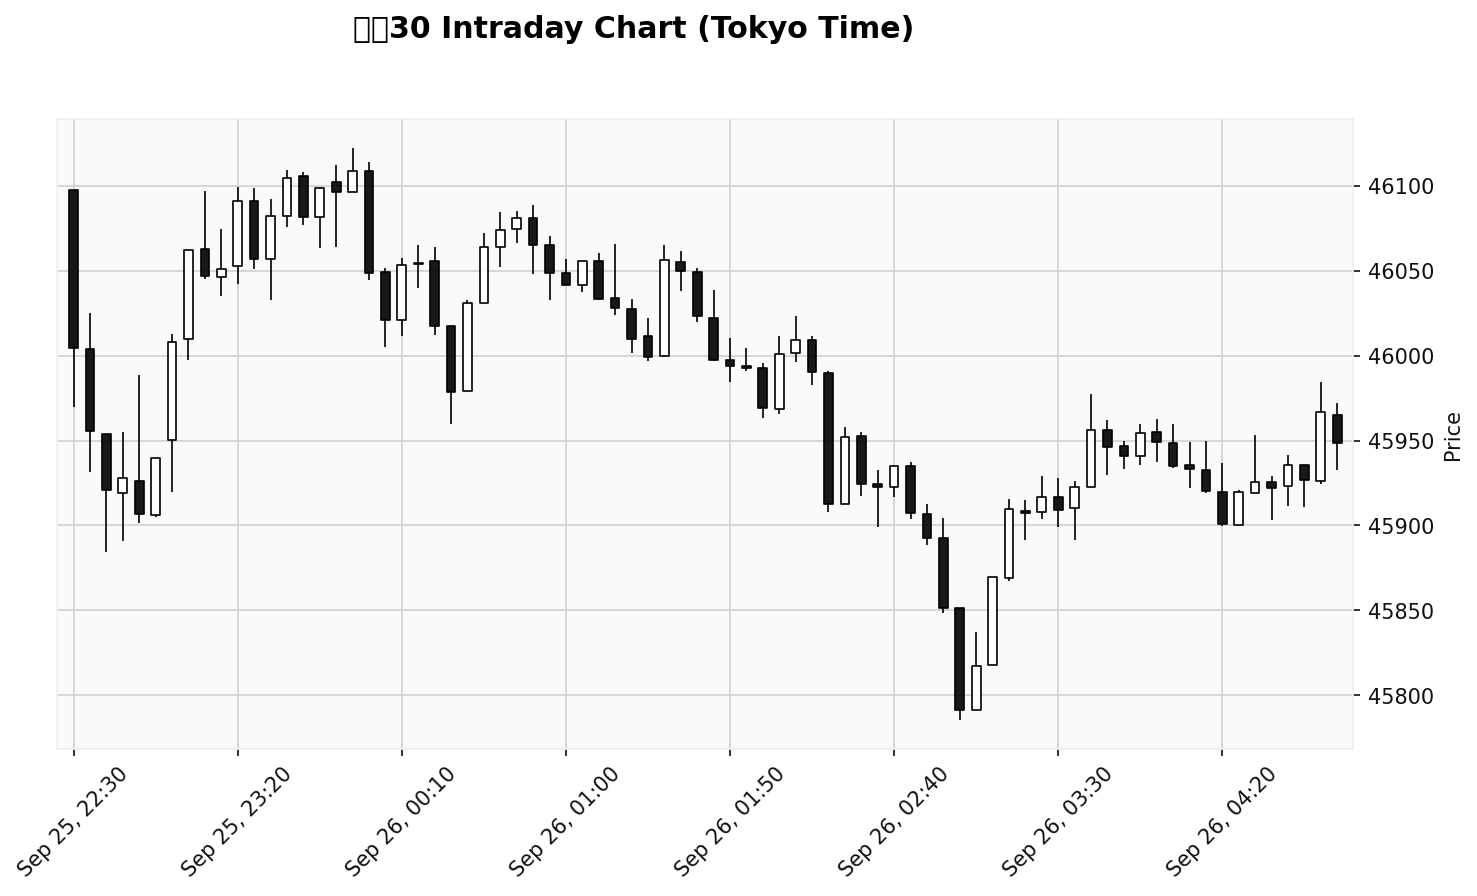 30 Intraday Chart (Tokyo Time)
46100
46050
46000
45950
45900
45850
45800
Price
Sep 25, 22:30
Sep 25, 23:20
Sep 26, 00:10
Sep 26, 01:00
Sep 26, 01:50
Sep 26, 02:40
Sep 26, 03:30
Sep 26, 04:20